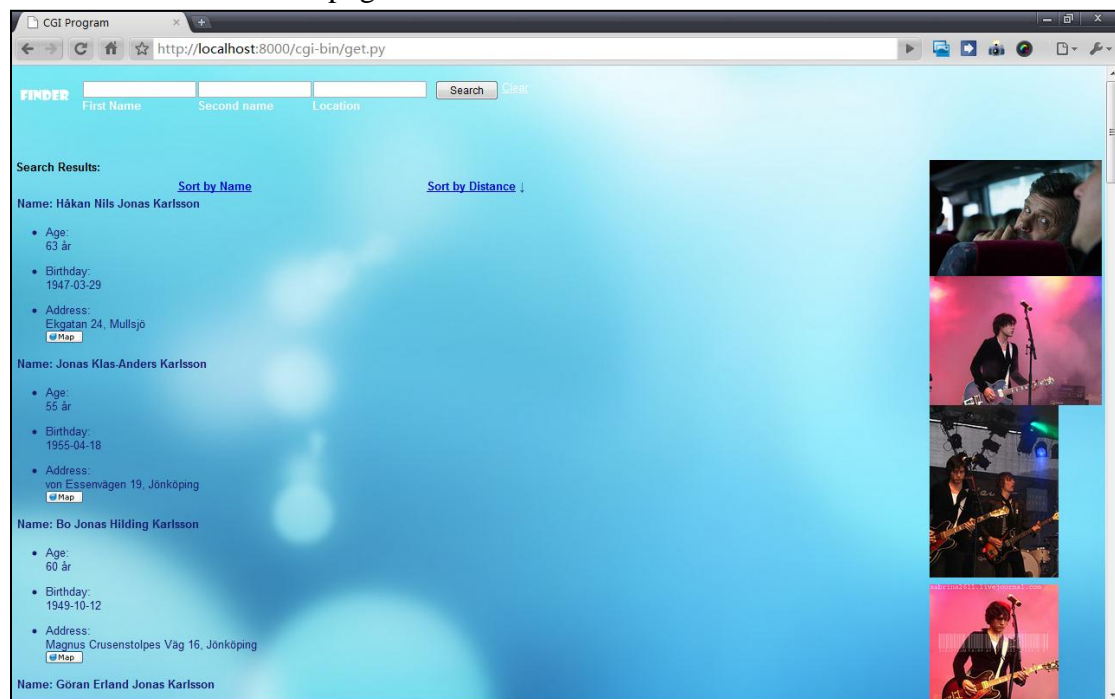 CGI Program
http://localhost:8000/cgi-bin/get.py
FINDER
Search Clear
First Name Second name Location
Search Results:
Sort by Name Sort by Distance ↓
Name: Håkan Nils Jonas Karlsson
• Age:
63 år
• Birthday:
1947-03-29
• Address:
Ekgatan 24, Mullsjö
Map
Name: Jonas Klas-Anders Karlsson
• Age:
55 år
• Birthday:
1955-04-18
• Address:
von Essenvägen 19, Jönköping
Map
Name: Bo Jonas Hilding Karlsson
• Age:
60 år
• Birthday:
1949-10-12
• Address:
Magnus Crusenstolpes Väg 16, Jönköping
Map
Name: Göran Erland Jonas Karlsson